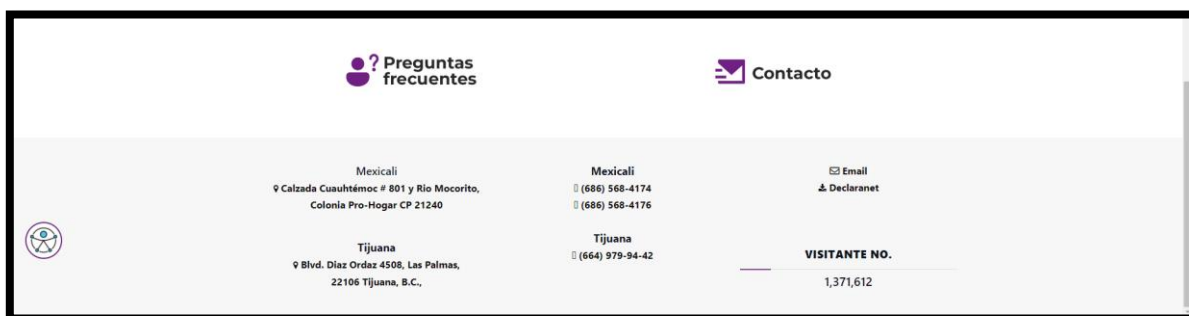 ?
Preguntas
frecuentes
Contacto
Mexicali
Calzada Cuauhtémoc # 801 y Rio Mocorito,
Colonia Pro-Hogar CP 21240
Tijuana
Blvd. Diaz Ordaz 4508, Las Palmas,
22106 Tijuana, B.C.,
Mexicali
(686) 568-4174
(686) 568-4176
Tijuana
(664) 979-94-42
Email
Declaranet
VISITANTE NO.
1,371,612